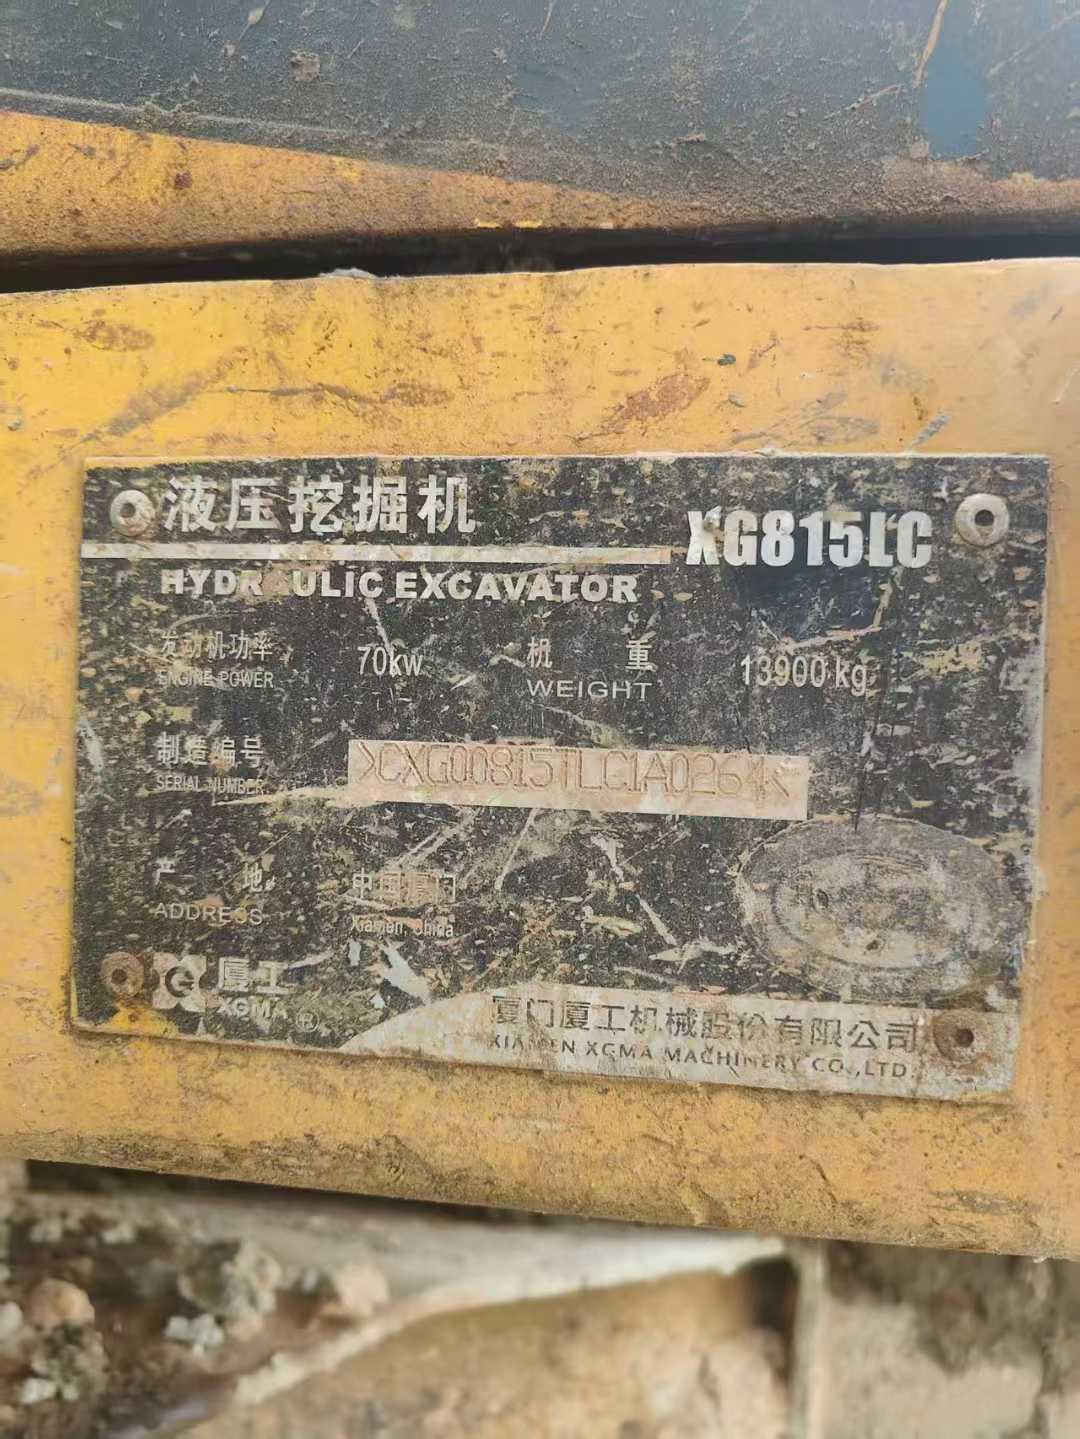 液压挖掘机
XG815LC
HYDRAULIC EXCAVATOR
发动机功率 70kw 机重 13900kg
ENGINE POWER WEIGHT
制造编号 >CXG00815TLC1A0264<
SERIAL NUMBER
产地 中国厦门
ADDRESS Xiamen, China
厦工
XGMA ®
厦门厦工机械股份有限公司
XIAMEN XGMA MACHINERY CO.,LTD.